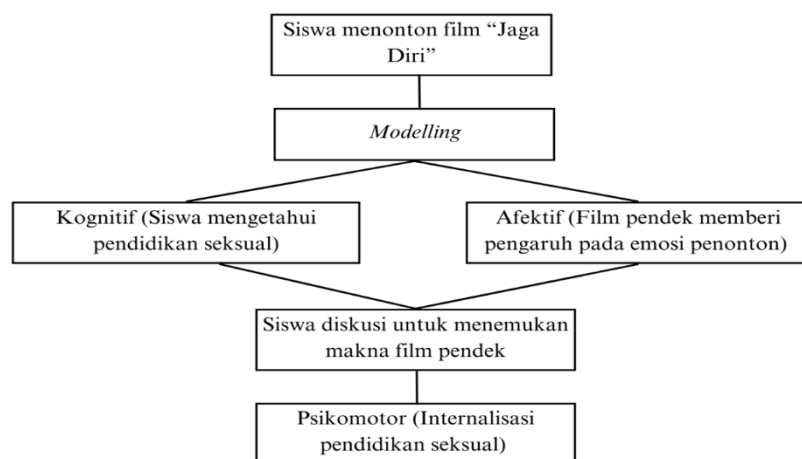 Siswa menonton film “Jaga
Diri”
Modelling
Kognitif (Siswa mengetahui
pendidikan seksual)
Afektif (Film pendek memberi
pengaruh pada emosi penonton)
Siswa diskusi untuk menemukan
makna film pendek
Psikomotor (Internalisasi
pendidikan seksual)